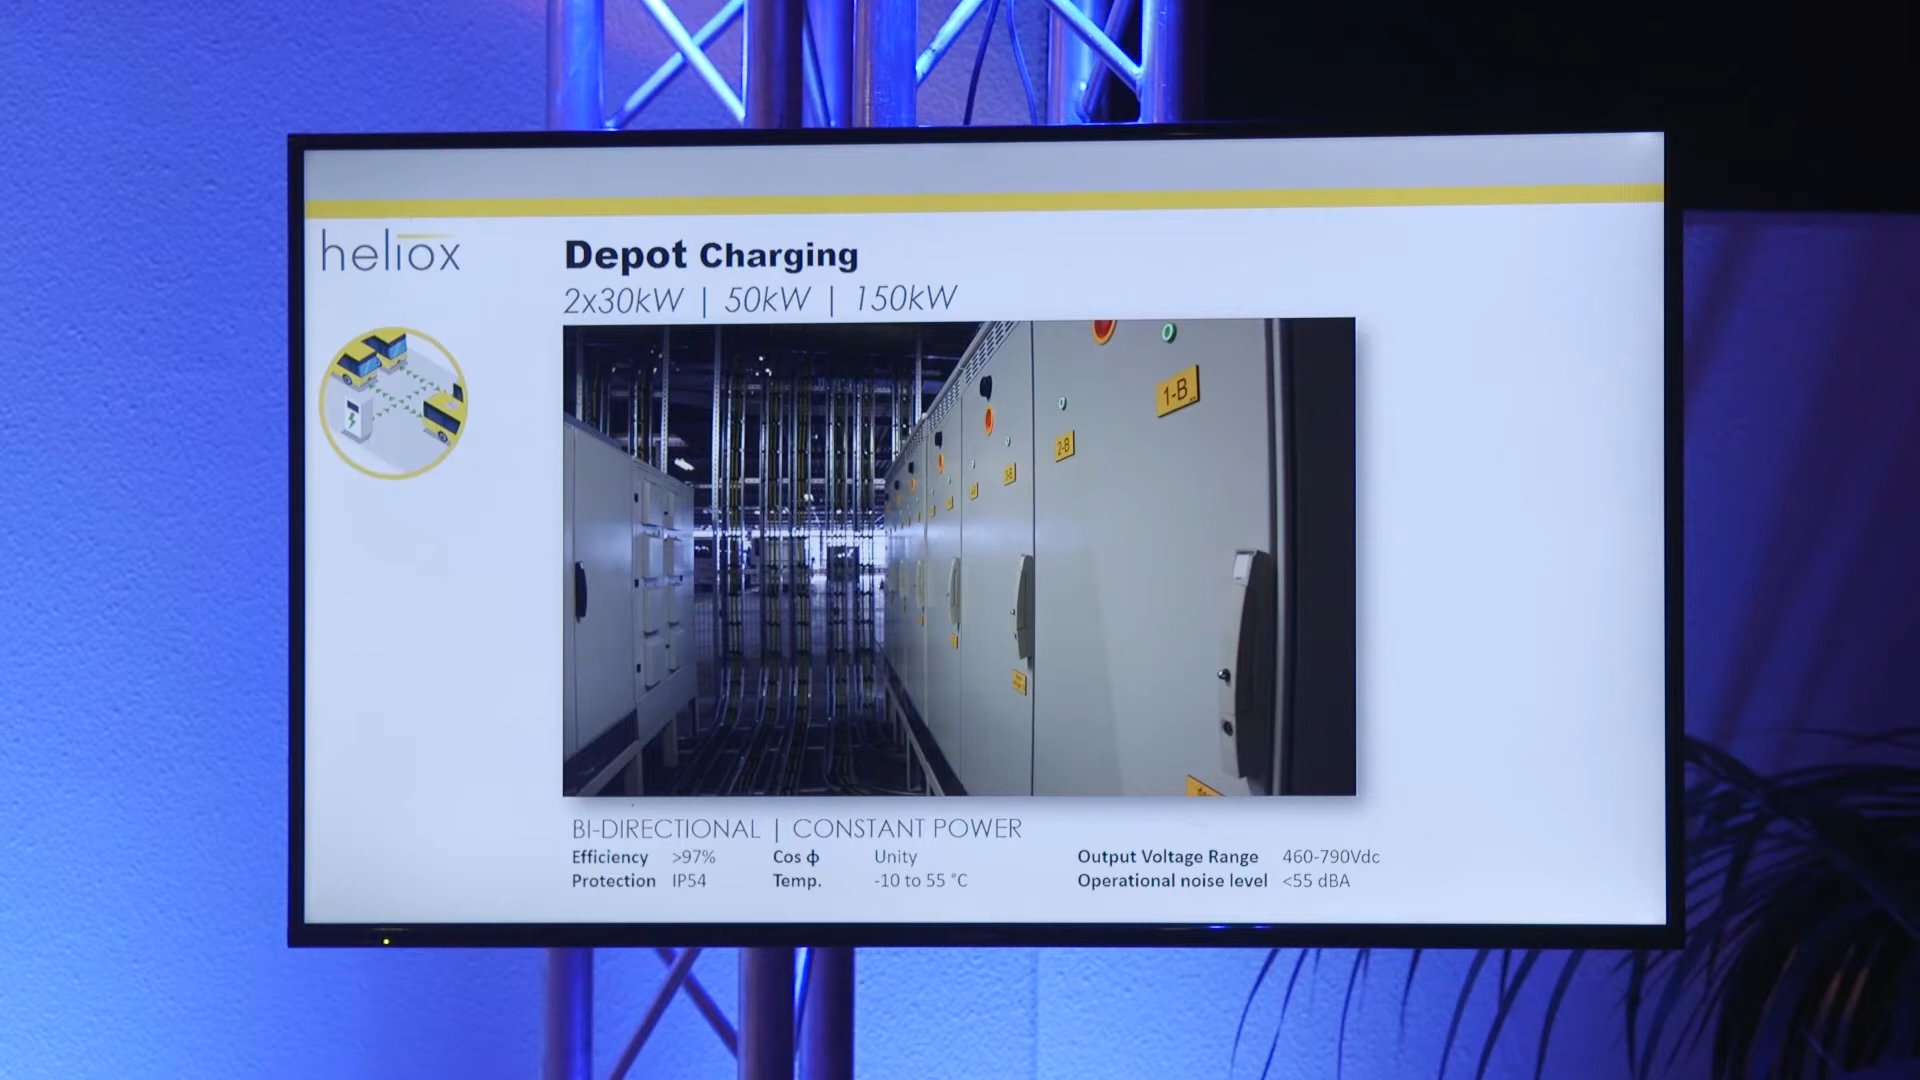 heliox
Depot Charging
2x30kW | 50kW | 150kW
1-B
2-B
BI-DIRECTIONAL | CONSTANT POWER
Efficiency >97% Cos ϕ Unity Output Voltage Range 460-790Vdc
Protection IP54 Temp. -10 to 55 °C Operational noise level <55 dBA